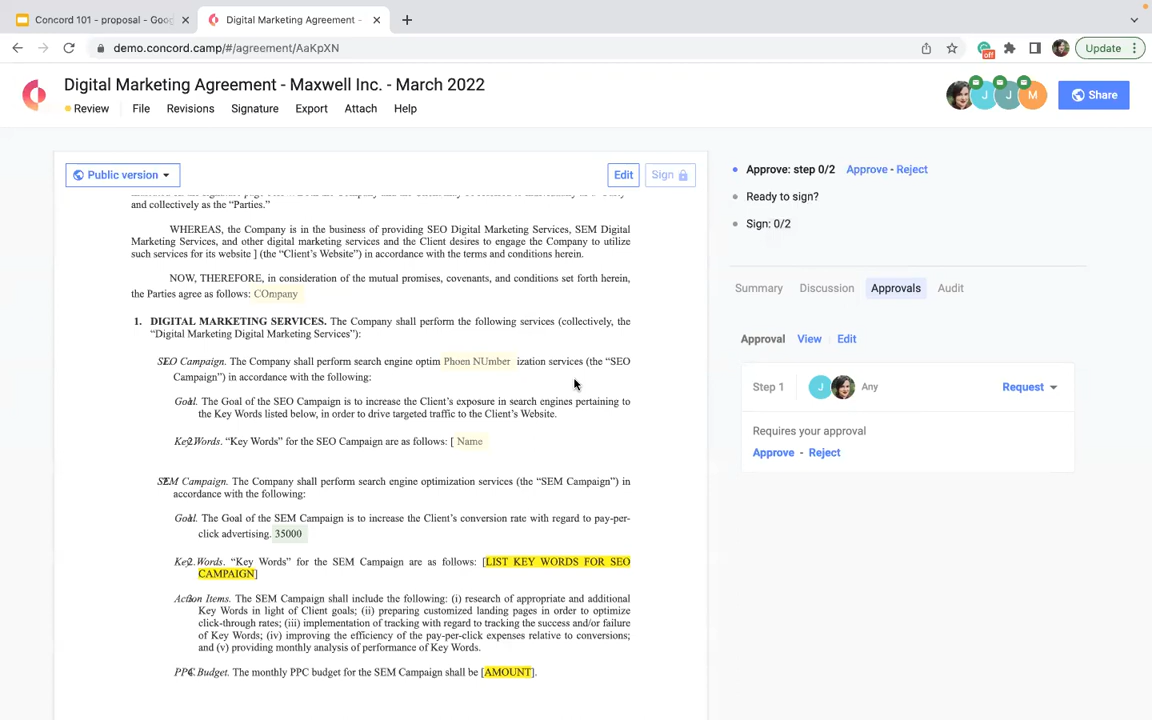 Concord 101 - proposal - Goo
Digital Marketing Agreement -
demo.concord.camp/#/agreement/AaKpXN
off
Update
Digital Marketing Agreement - Maxwell Inc. - March 2022
Review File Revisions Signature Export Attach Help
J J M
Share
Public version
Edit
Sign
and collectively as the “Parties.”
WHEREAS, the Company is in the business of providing SEO Digital Marketing Services, SEM Digital
Marketing Services, and other digital marketing services and the Client desires to engage the Company to utilize
such services for its website ] (the “Client’s Website”) in accordance with the terms and conditions herein.
NOW, THEREFORE, in consideration of the mutual promises, covenants, and conditions set forth herein,
the Parties agree as follows: COmpany
1. DIGITAL MARKETING SERVICES. The Company shall perform the following services (collectively, the
“Digital Marketing Digital Marketing Services”):
SEO Campaign. The Company shall perform search engine optim Phoen NUmber ization services (the “SEO
Campaign”) in accordance with the following:
Goal. The Goal of the SEO Campaign is to increase the Client’s exposure in search engines pertaining to
the Key Words listed below, in order to drive targeted traffic to the Client’s Website.
Key Words. “Key Words” for the SEO Campaign are as follows: [ Name
SEM Campaign. The Company shall perform search engine optimization services (the “SEM Campaign”) in
accordance with the following:
Goal. The Goal of the SEM Campaign is to increase the Client’s conversion rate with regard to pay-per-
click advertising. 35000
Key Words. “Key Words” for the SEM Campaign are as follows: [LIST KEY WORDS FOR SEO
CAMPAIGN]
Action Items. The SEM Campaign shall include the following: (i) research of appropriate and additional
Key Words in light of Client goals; (ii) preparing customized landing pages in order to optimize
click-through rates; (iii) implementation of tracking with regard to tracking the success and/or failure
of Key Words; (iv) improving the efficiency of the pay-per-click expenses relative to conversions;
and (v) providing monthly analysis of performance of Key Words.
PPC Budget. The monthly PPC budget for the SEM Campaign shall be [AMOUNT].
Approve: step 0/2 Approve - Reject
Ready to sign?
Sign: 0/2
Summary Discussion Approvals Audit
Approval View Edit
Step 1 J Any Request
Requires your approval
Approve - Reject